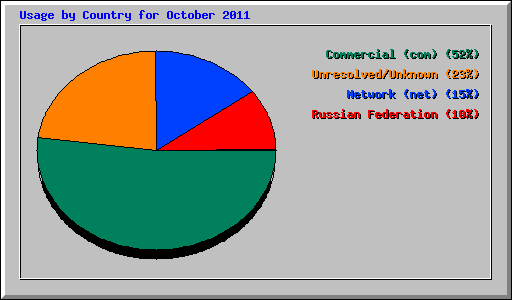 Usage by Country for October 2011
Commercial (com) (52%)
Unresolved/Unknown (23%)
Network (net) (15%)
Russian Federation (10%)